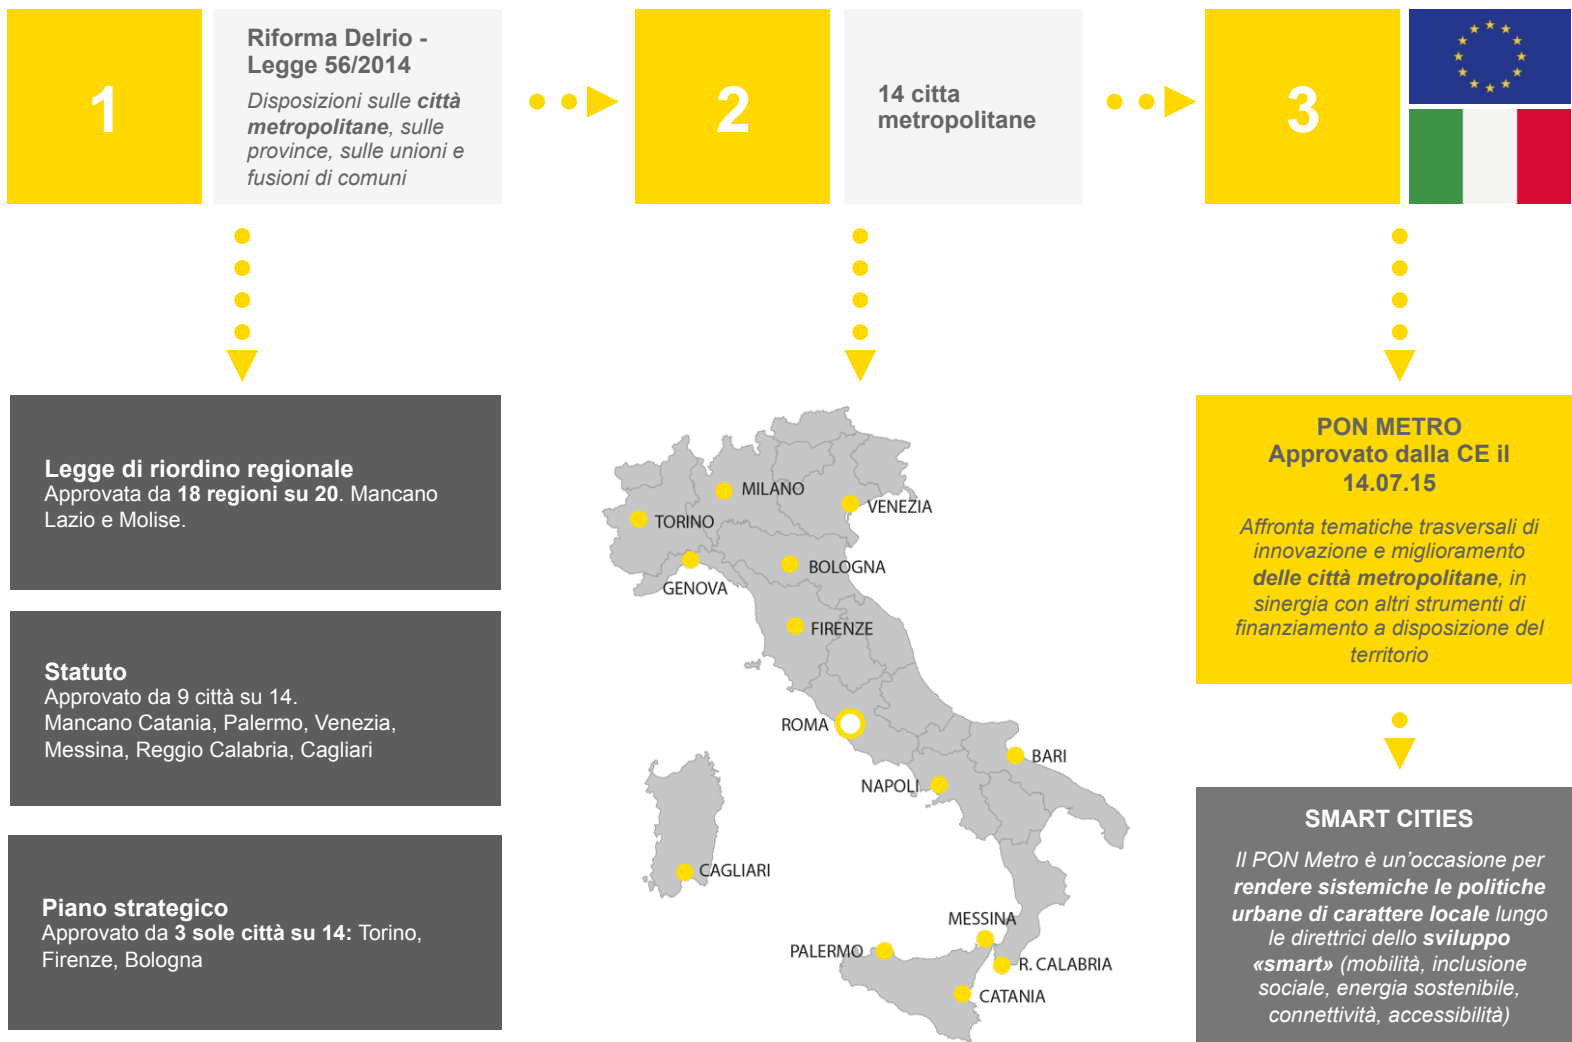 1
Riforma Delrio -
Legge 56/2014
Disposizioni sulle città
metropolitane, sulle
province, sulle unioni e
fusioni di comuni
2
14 citta
metropolitane
3
Legge di riordino regionale
Approvata da 18 regioni su 20. Mancano
Lazio e Molise.
Statuto
Approvato da 9 città su 14.
Mancano Catania, Palermo, Venezia,
Messina, Reggio Calabria, Cagliari
Piano strategico
Approvato da 3 sole città su 14: Torino,
Firenze, Bologna
MILANO
VENEZIA
TORINO
BOLOGNA
GENOVA
FIRENZE
ROMA
BARI
NAPOLI
CAGLIARI
MESSINA
PALERMO
R. CALABRIA
CATANIA
PON METRO
Approvato dalla CE il
14.07.15
Affronta tematiche trasversali di
innovazione e miglioramento
delle città metropolitane, in
sinergia con altri strumenti di
finanziamento a disposizione del
territorio
SMART CITIES
Il PON Metro è un’occasione per
rendere sistemiche le politiche
urbane di carattere locale lungo
le direttrici dello sviluppo
«smart» (mobilità, inclusione
sociale, energia sostenibile,
connettività, accessibilità)